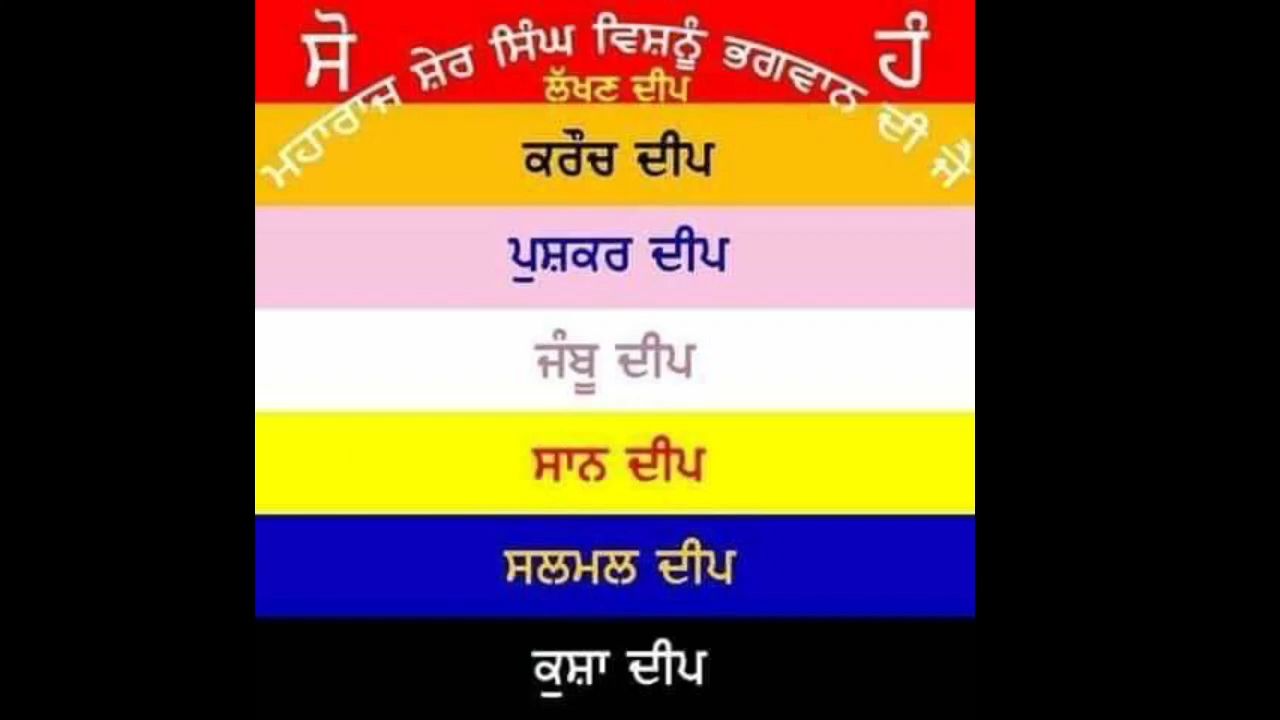 ਸੋ ਹੰ
ਮਹਾਰਾਜ ਸ਼ੇਰ ਸਿੰਘ ਵਿਸ਼ਨੂੰ ਭਗਵਾਨ ਦੀ ਜੈ
ਲੱਖਣ ਦੀਪ
ਕਰੌਚ ਦੀਪ
ਪੁਸ਼ਕਰ ਦੀਪ
ਜੰਬੂ ਦੀਪ
ਸਾਨ ਦੀਪ
ਸਲਮਲ ਦੀਪ
ਕੁਸ਼ਾ ਦੀਪ